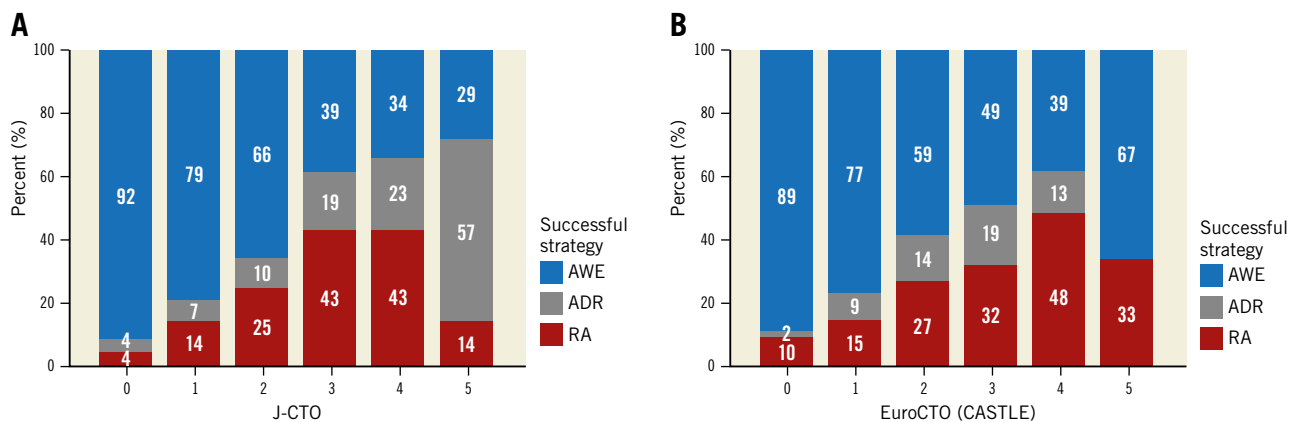 A
Percent (%)
100
80
60
40
20
0
92
4
4
79
7
14
66
10
25
39
19
43
34
23
43
29
57
14
0 1 2 3 4 5
J-CTO
Successful
strategy
AWE
ADR
RA
B
Percent (%)
100
80
60
40
20
0
89
2
10
77
9
15
59
14
27
49
19
32
39
13
48
67
33
0 1 2 3 4 5
EuroCTO (CASTLE)
Successful
strategy
AWE
ADR
RA